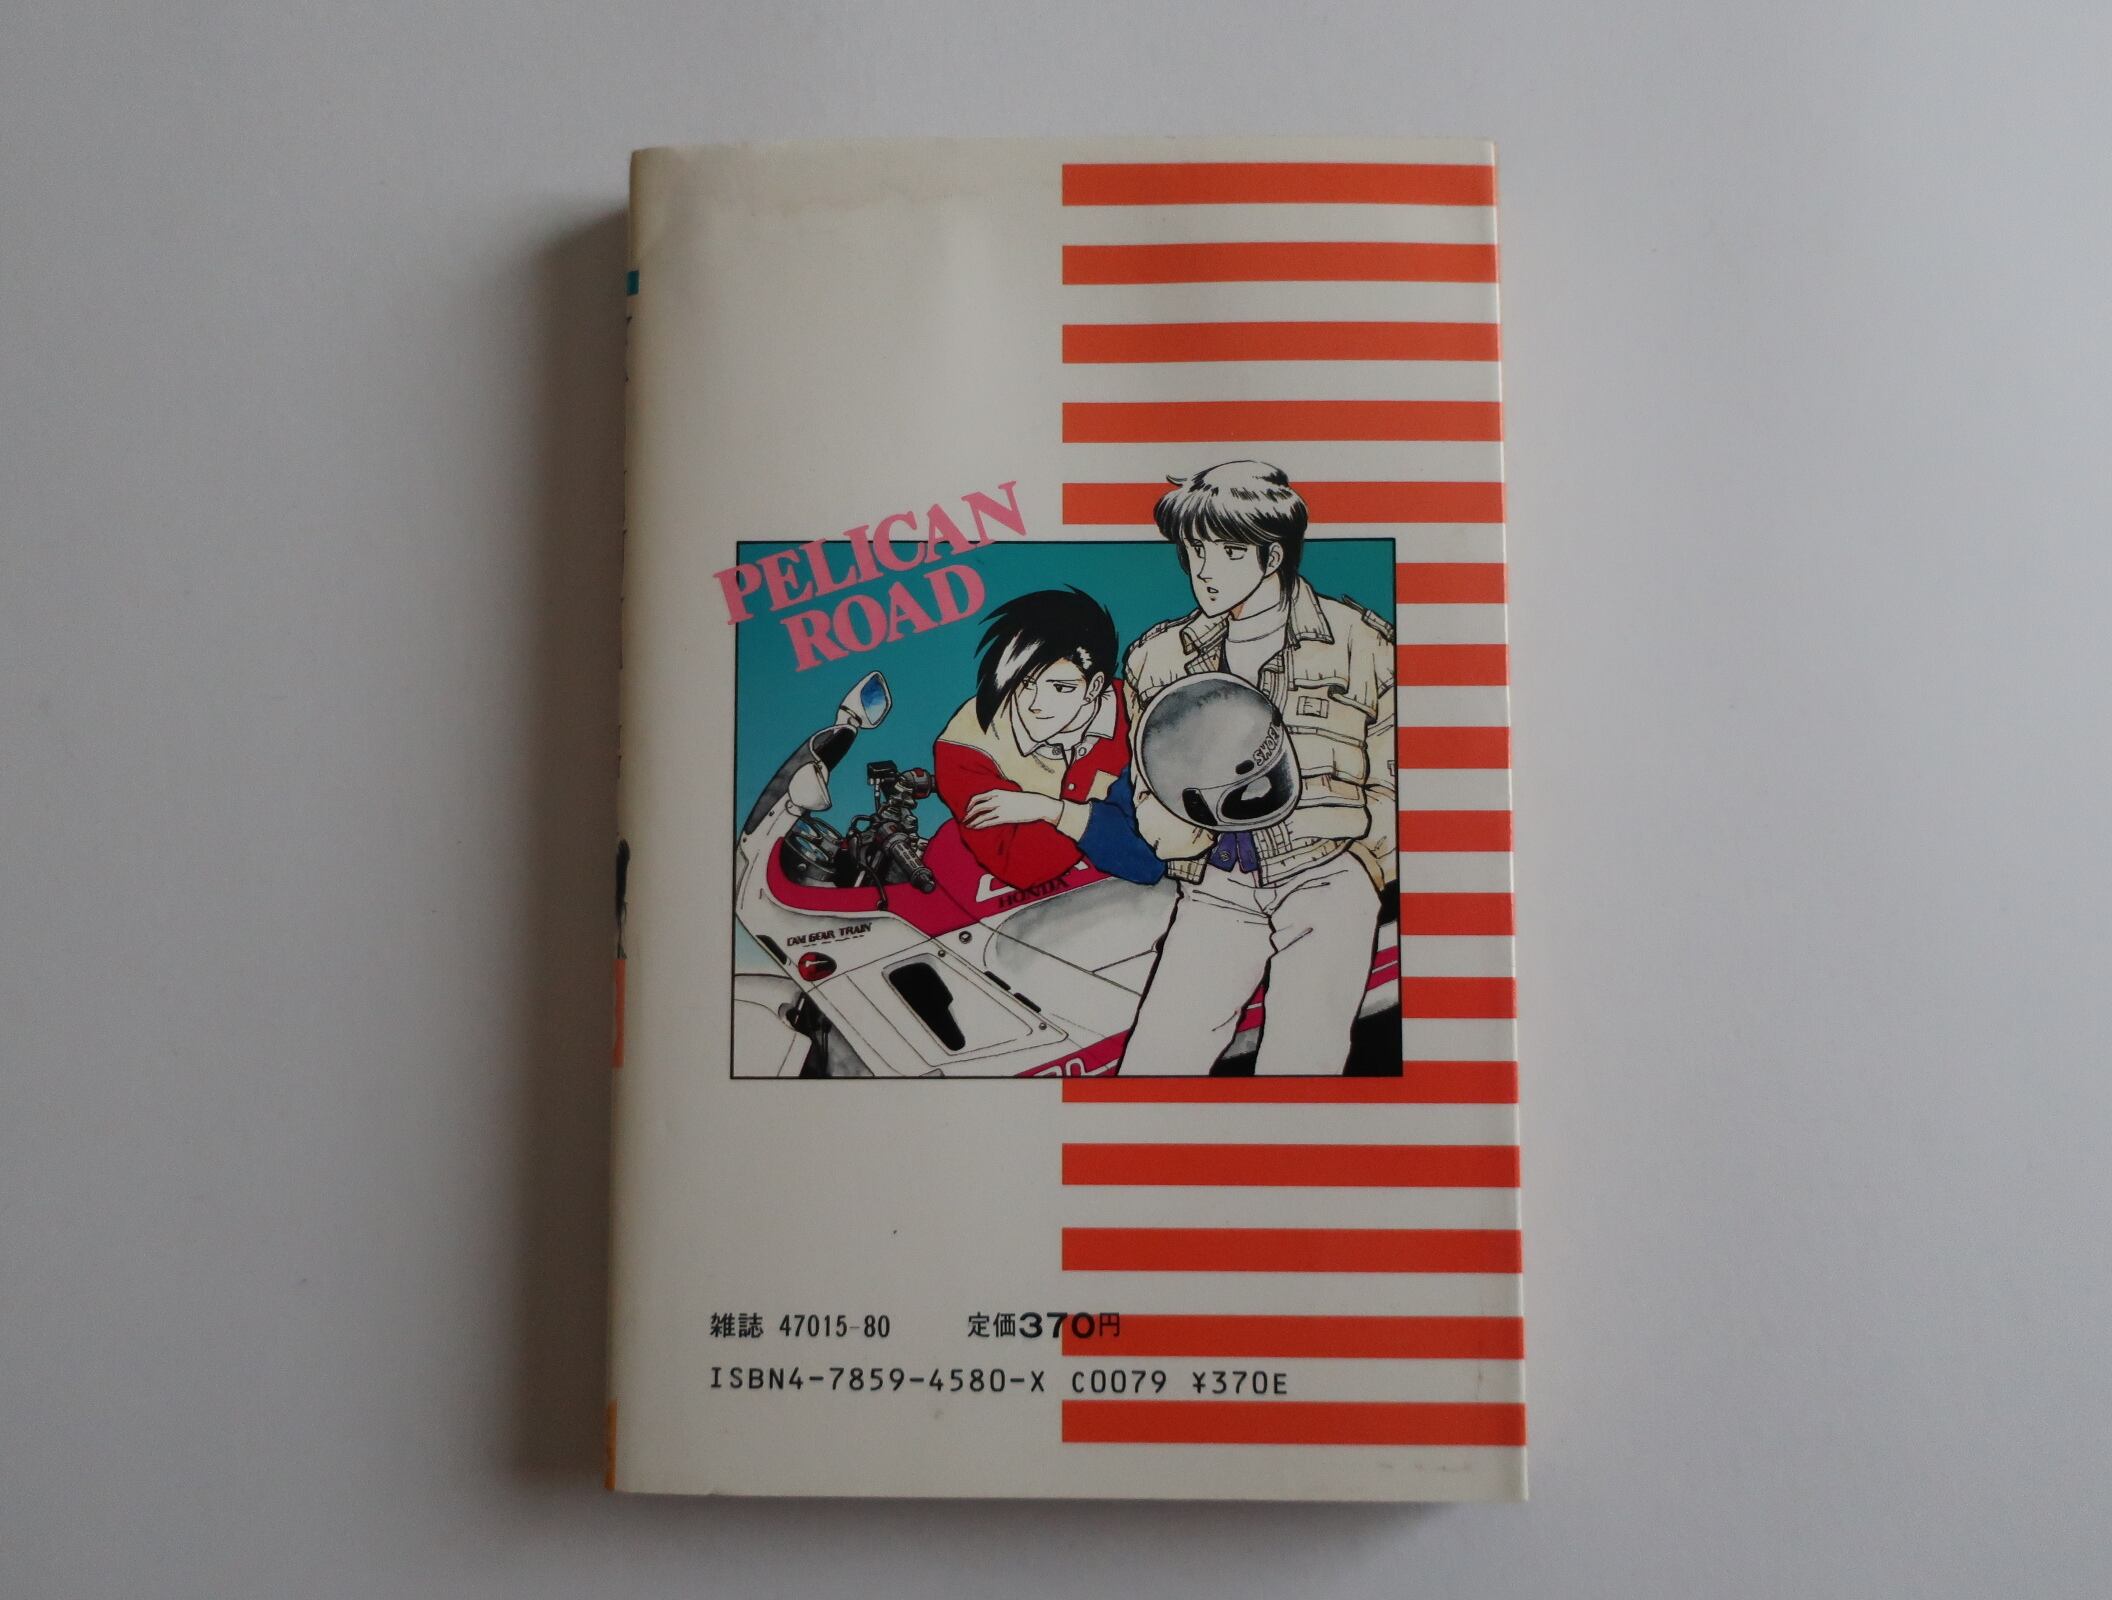 PELICAN
ROAD
HONDA
CAM GEAR TRAIN
雑誌 47015-80 定価370円
ISBN4-7859-4580-X C0079 ¥370E